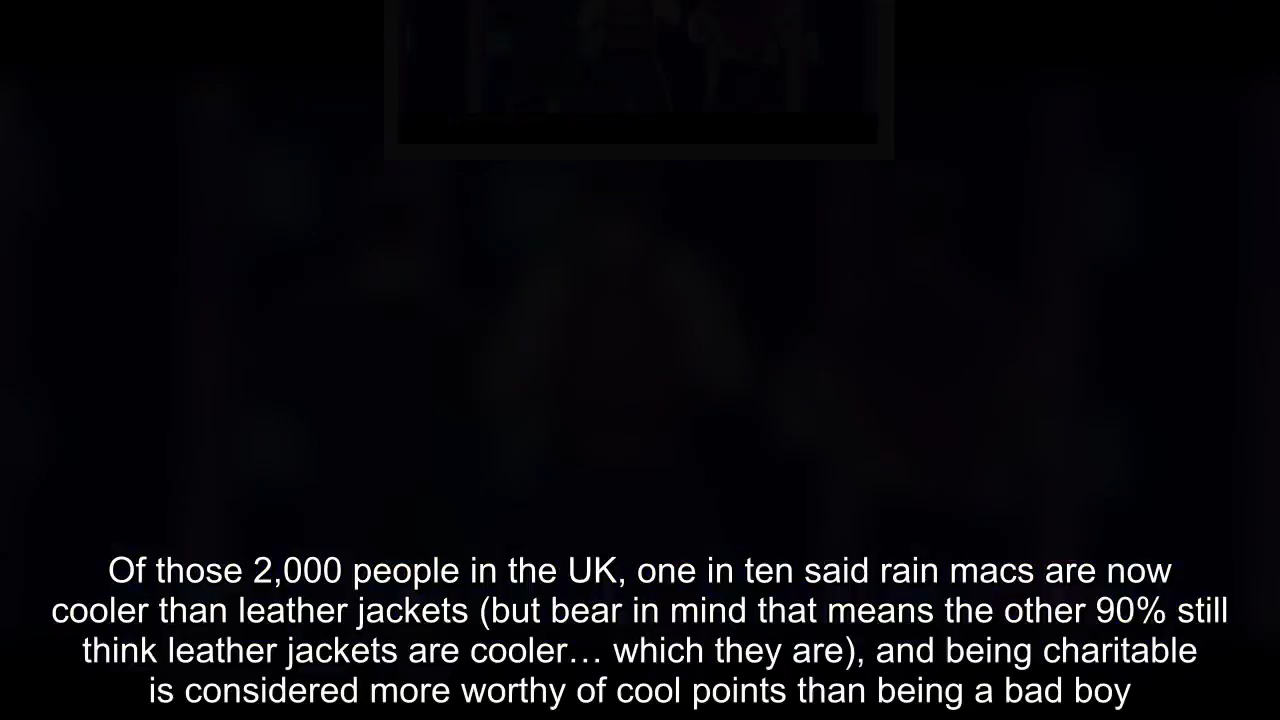 Of those 2,000 people in the UK, one in ten said rain macs are now
cooler than leather jackets (but bear in mind that means the other 90% still
think leather jackets are cooler… which they are), and being charitable
is considered more worthy of cool points than being a bad boy